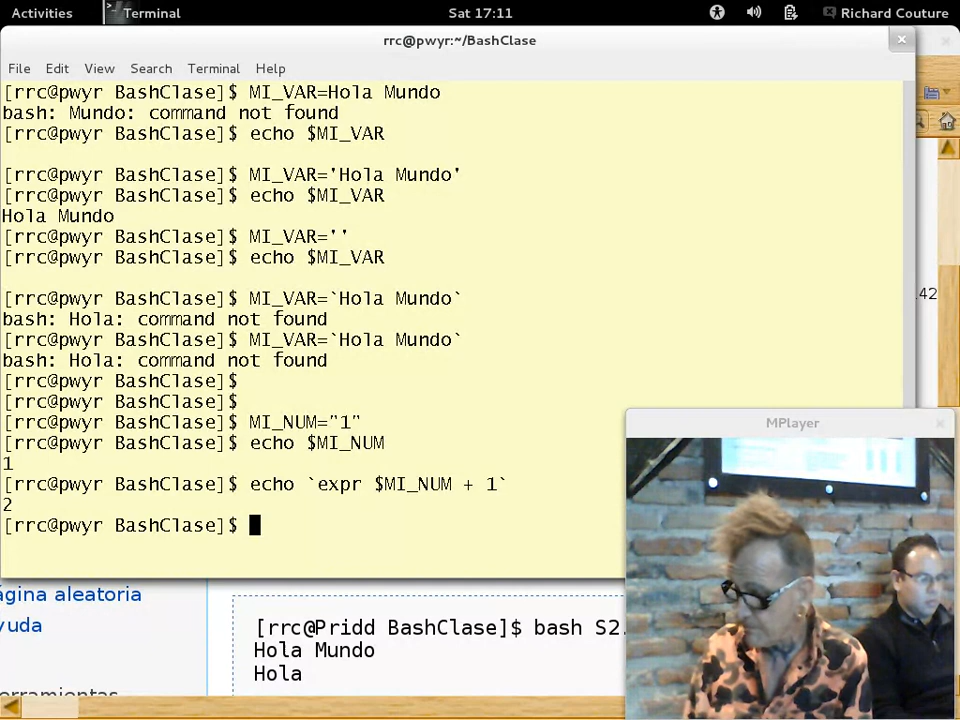 Activities Terminal Sat 17:11 Richard Couture
rrc@pwyr:~/BashClase
File Edit View Search Terminal Help
[rrc@pwyr BashClase]$ MI_VAR=Hola Mundo
bash: Mundo: command not found
[rrc@pwyr BashClase]$ echo $MI_VAR
[rrc@pwyr BashClase]$ MI_VAR='Hola Mundo'
[rrc@pwyr BashClase]$ echo $MI_VAR
Hola Mundo
[rrc@pwyr BashClase]$ MI_VAR=''
[rrc@pwyr BashClase]$ echo $MI_VAR
[rrc@pwyr BashClase]$ MI_VAR=`Hola Mundo`
bash: Hola: command not found
[rrc@pwyr BashClase]$ MI_VAR=`Hola Mundo`
bash: Hola: command not found
[rrc@pwyr BashClase]$
[rrc@pwyr BashClase]$
[rrc@pwyr BashClase]$ MI_NUM="1"
[rrc@pwyr BashClase]$ echo $MI_NUM
1
[rrc@pwyr BashClase]$ echo `expr $MI_NUM + 1`
2
[rrc@pwyr BashClase]$
.42
MPlayer
ágina aleatoria
yuda
erramientas
[rrc@Pridd BashClase]$ bash S2.
Hola Mundo
Hola